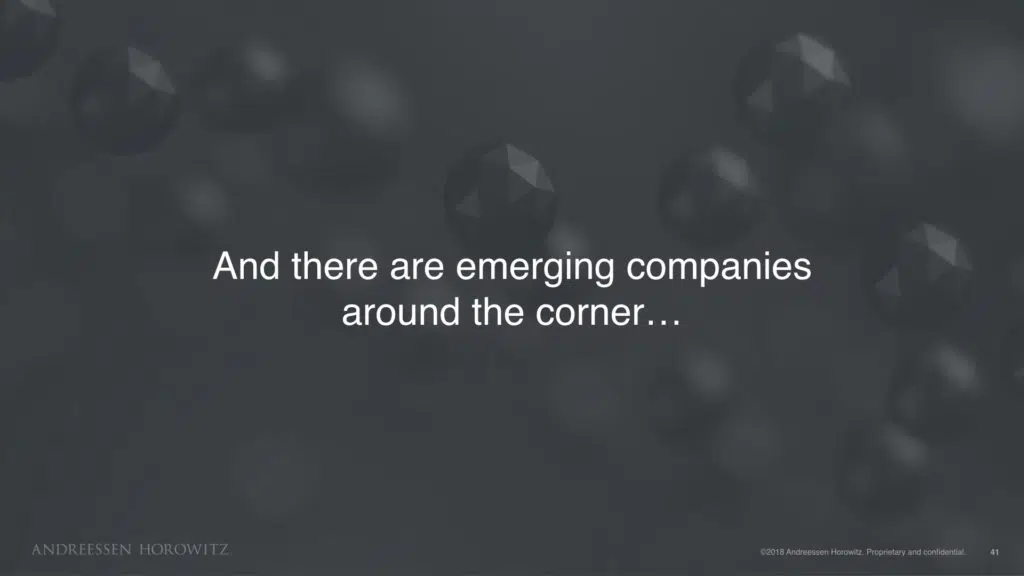 And there are emerging companies
around the corner…
ANDREESSEN HOROWITZ
©2018 Andreessen Horowitz. Proprietary and confidential.
41